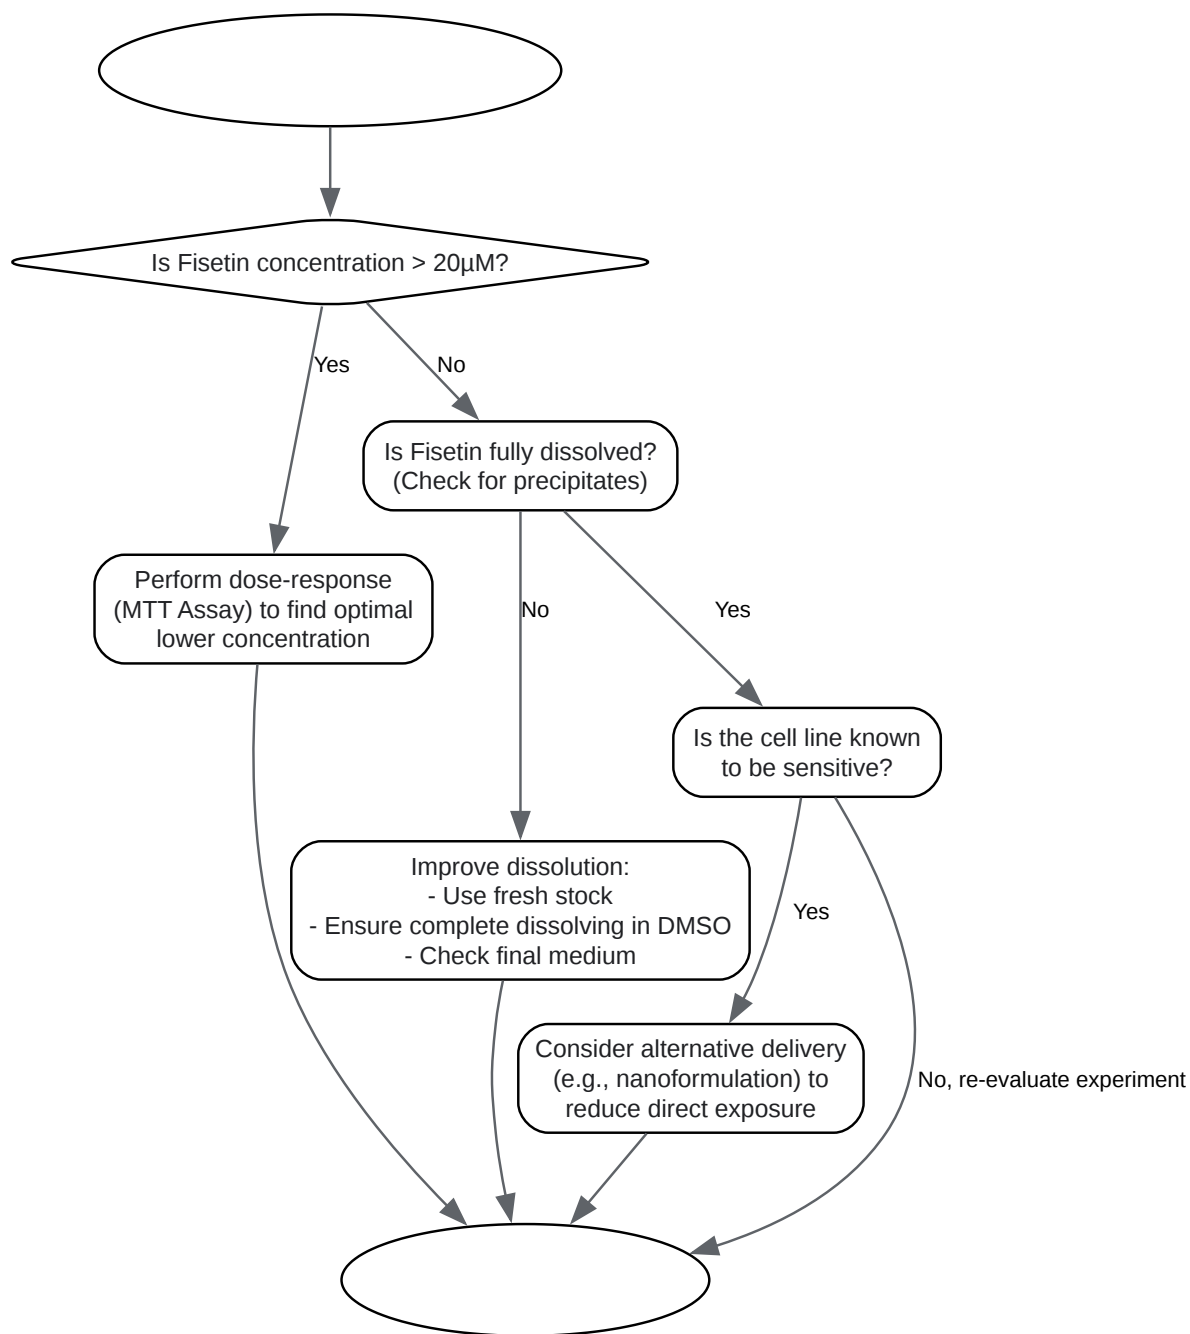 Is Fisetin concentration > 20µM?
Yes
No
Is Fisetin fully dissolved?
(Check for precipitates)
Perform dose-response
(MTT Assay) to find optimal
lower concentration
No
Yes
Is the cell line known
to be sensitive?
Improve dissolution:
- Use fresh stock
- Ensure complete dissolving in DMSO
- Check final medium
Yes
Consider alternative delivery
(e.g., nanoformulation) to
reduce direct exposure
No, re-evaluate experiment